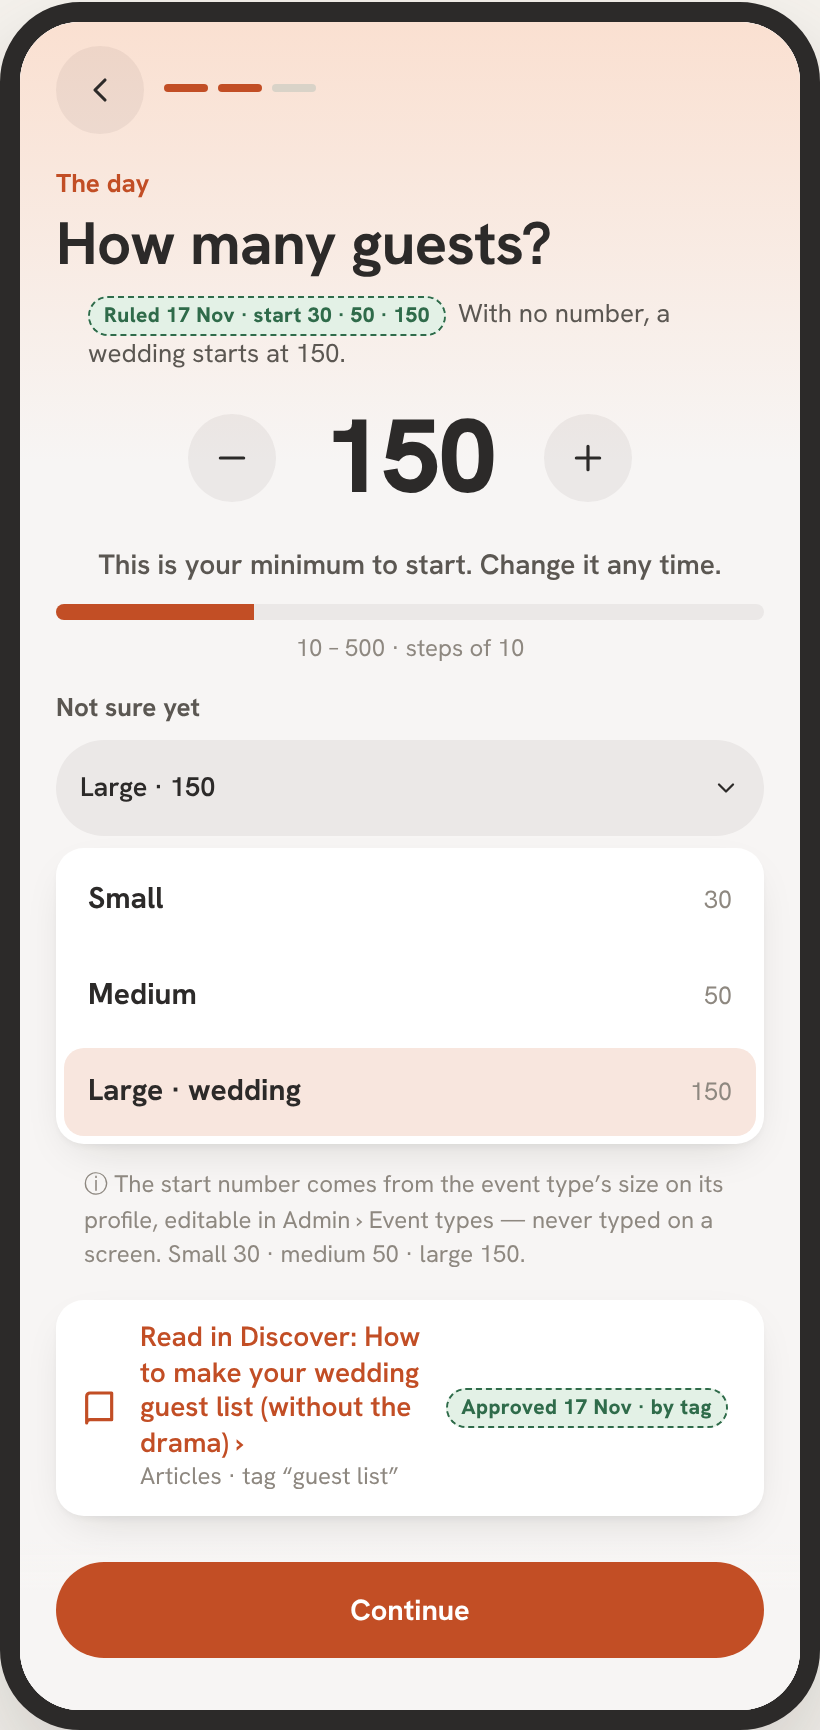 The day
How many guests?
Ruled 17 Nov · start 30 · 50 · 150 With no number, a
wedding starts at 150.
150
This is your minimum to start. Change it any time.
10 – 500 · steps of 10
Not sure yet
Large · 150
Small 30
Medium 50
Large · wedding 150
ⓘ The start number comes from the event type’s size on its
profile, editable in Admin › Event types — never typed on a
screen. Small 30 · medium 50 · large 150.
Read in Discover: How
to make your wedding
guest list (without the
drama) ›
Approved 17 Nov · by tag
Articles · tag “guest list”
Continue